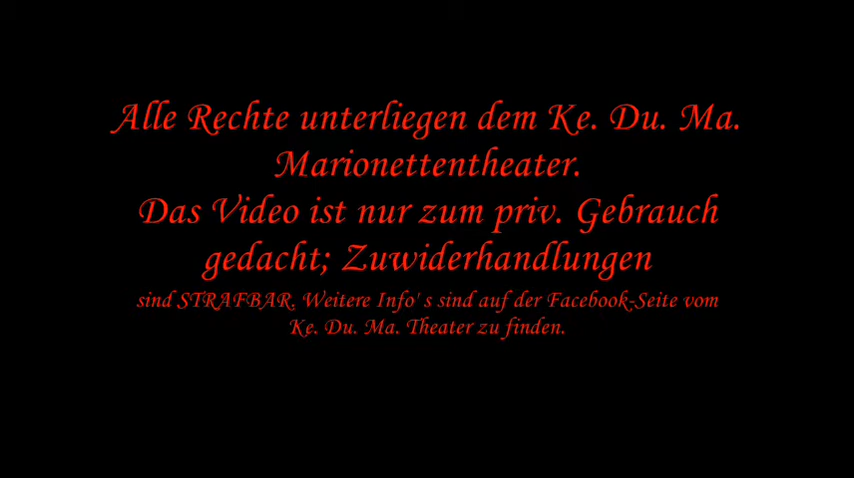 Alle Rechte unterliegen dem Ke. Du. Ma.
Marionettentheater.
Das Video ist nur zum priv. Gebrauch
gedacht; Zuwiderhandlungen
sind STRAFBAR. Weitere Info' s sind auf der Facebook-Seite vom
Ke. Du. Ma. Theater zu finden.